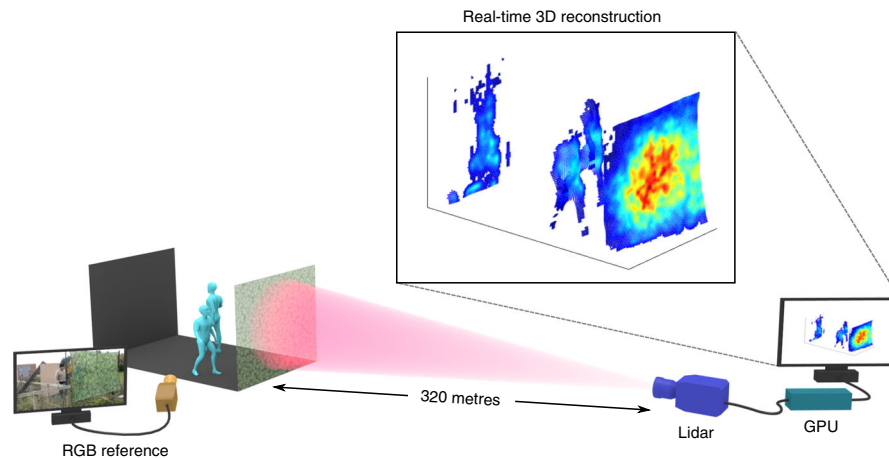 Real-time 3D reconstruction
320 metres
Lidar
GPU
RGB reference